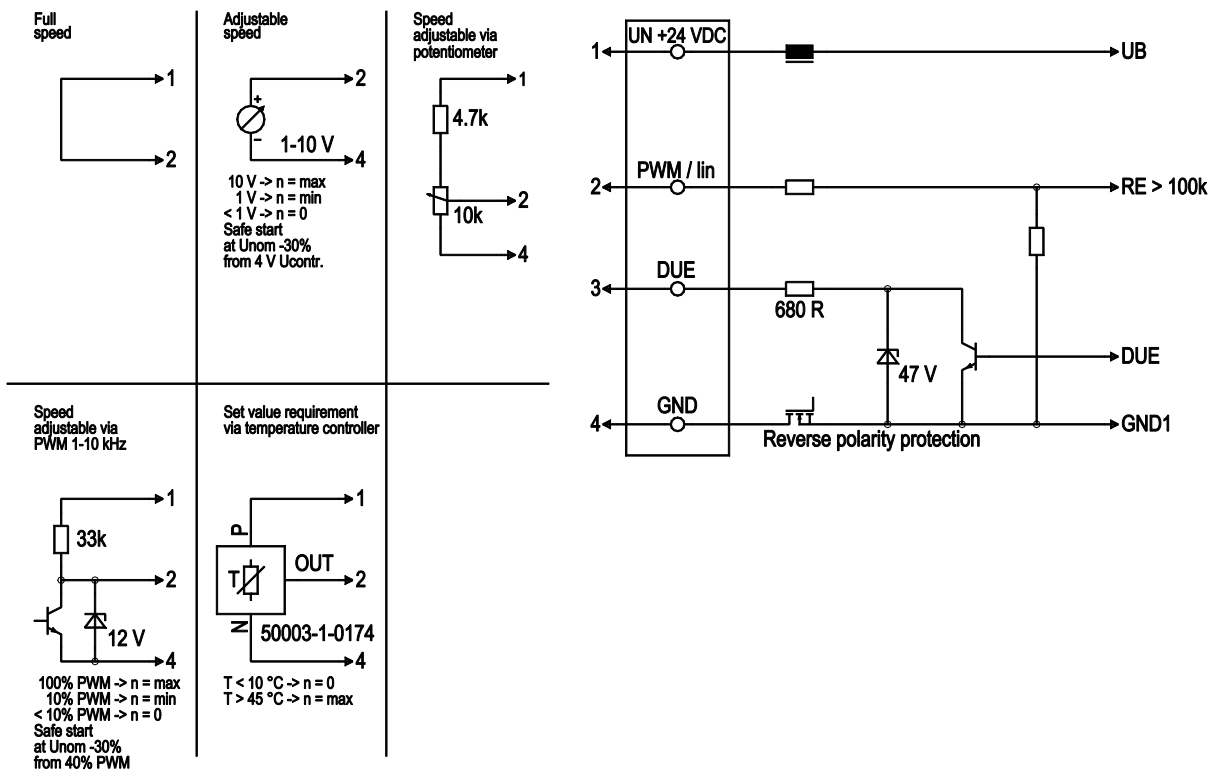 Full
speed
1
2
Adjustable
speed
2
+
–
1-10 V
4
10 V -> n = max
1 V -> n = min
< 1 V -> n = 0
Safe start
at Unom -30%
from 4 V Ucontr.
Speed
adjustable via
potentiometer
1
4.7k
2
10k
4
Speed
adjustable via
PWM 1-10 kHz
1
33k
2
12 V
4
100% PWM -> n = max
10% PWM -> n = min
< 10% PWM -> n = 0
Safe start
at Unom -30%
from 40% PWM
Set value requirement
via temperature controller
1
P
OUT
T
2
N
50003-1-0174
4
T < 10 °C -> n = 0
T > 45 °C -> n = max
UN +24 VDC
1
UB
PWM / lin
2
RE > 100k
DUE
3
680 R
47 V
DUE
GND
4
GND1
Reverse polarity protection